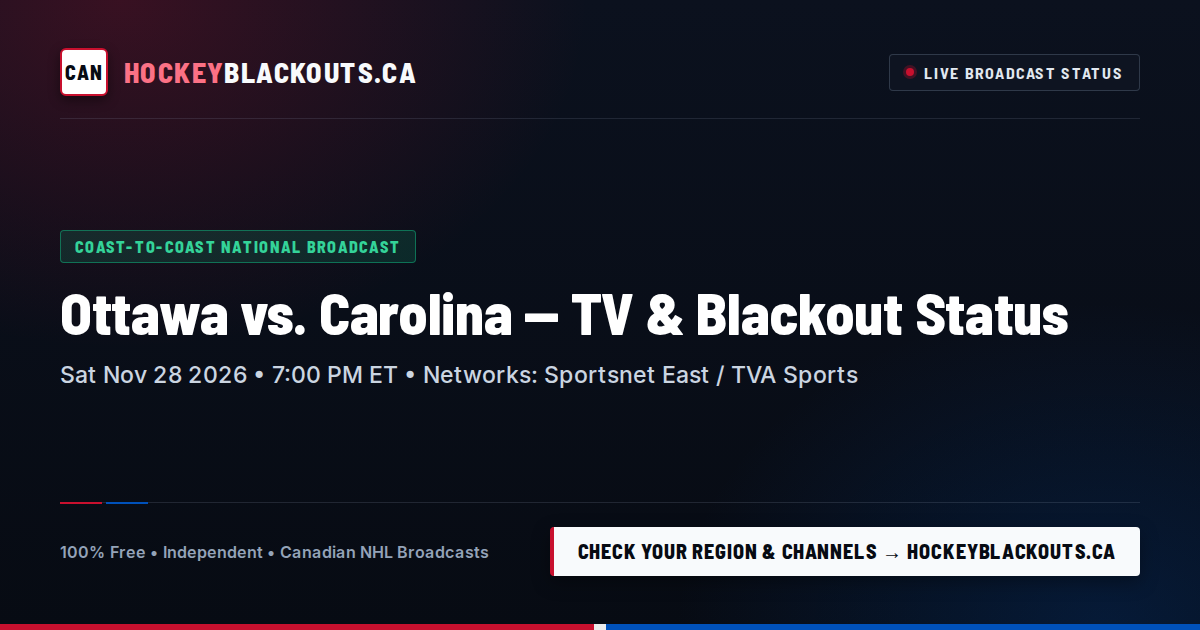 CAN HOCKEYBLACKOUTS.CA
LIVE BROADCAST STATUS
COAST-TO-COAST NATIONAL BROADCAST
Ottawa vs. Carolina — TV & Blackout Status
Sat Nov 28 2026 • 7:00 PM ET • Networks: Sportsnet East / TVA Sports
100% Free • Independent • Canadian NHL Broadcasts
CHECK YOUR REGION & CHANNELS → HOCKEYBLACKOUTS.CA